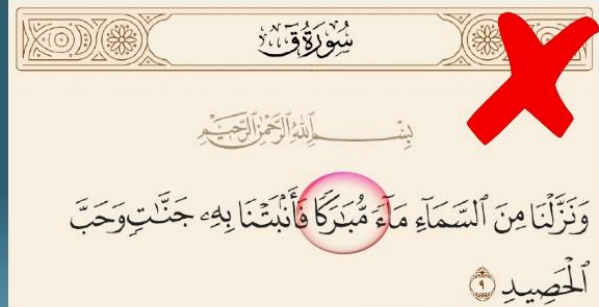 سُورَةُ قٓ
بِسْمِ ٱللَّهِ ٱلرَّحْمَٰنِ ٱلرَّحِيمِ
وَنَزَّلْنَا مِنَ ٱلسَّمَآءِ مَآءً مُّبَٰرَكًا فَأَنۢبَتْنَا بِهِۦ جَنَّٰتٍ وَحَبَّ
ٱلْحَصِيدِ ٩